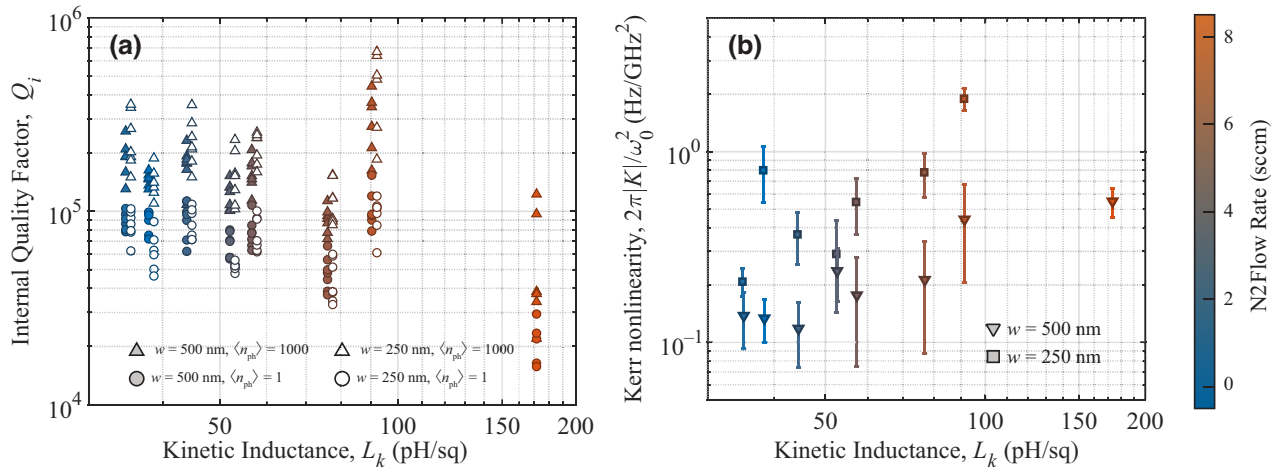 (a)
Internal Quality Factor, Q_i
10^6
10^5
10^4
50
100
150
200
Kinetic Inductance, L_k (pH/sq)
w = 500 nm, ⟨n_ph⟩ = 1000
w = 250 nm, ⟨n_ph⟩ = 1000
w = 500 nm, ⟨n_ph⟩ = 1
w = 250 nm, ⟨n_ph⟩ = 1
(b)
Kerr nonlinearity, 2π|K|/ω_0^2 (Hz/GHz^2)
10^0
10^-1
50
100
150
200
Kinetic Inductance, L_k (pH/sq)
w = 500 nm
w = 250 nm
8
6
4
2
0
N2Flow Rate (sccm)